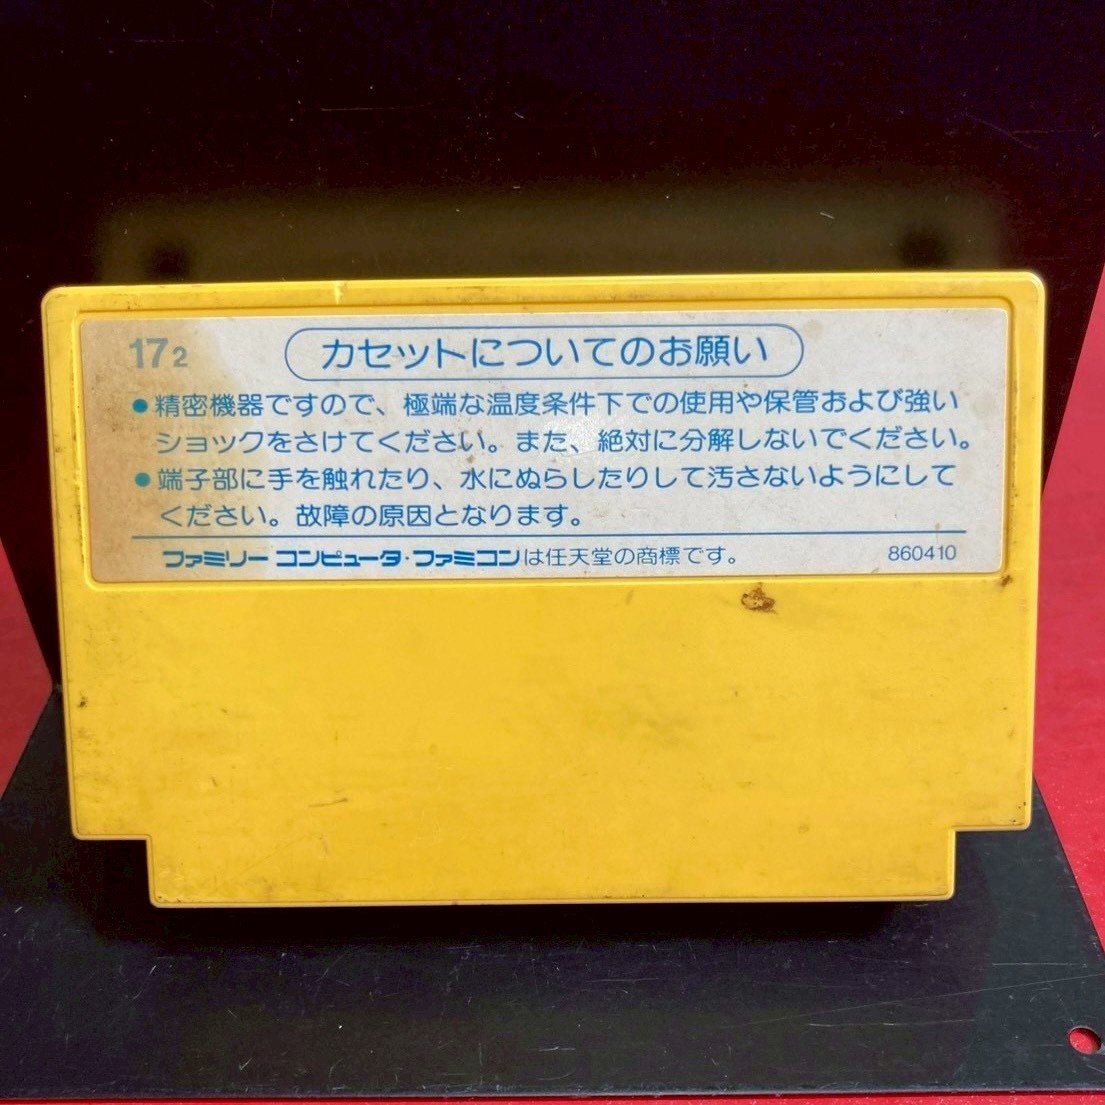 172
カセットについてのお願い
●精密機器ですので、極端な温度条件下での使用や保管および強い
ショックをさけてください。また、絶対に分解しないでください。
●端子部に手を触れたり、水にぬらしたりして汚さないようにして
ください。故障の原因となります。
ファミリーコンピュータ・ファミコンは任天堂の商標です。 860410